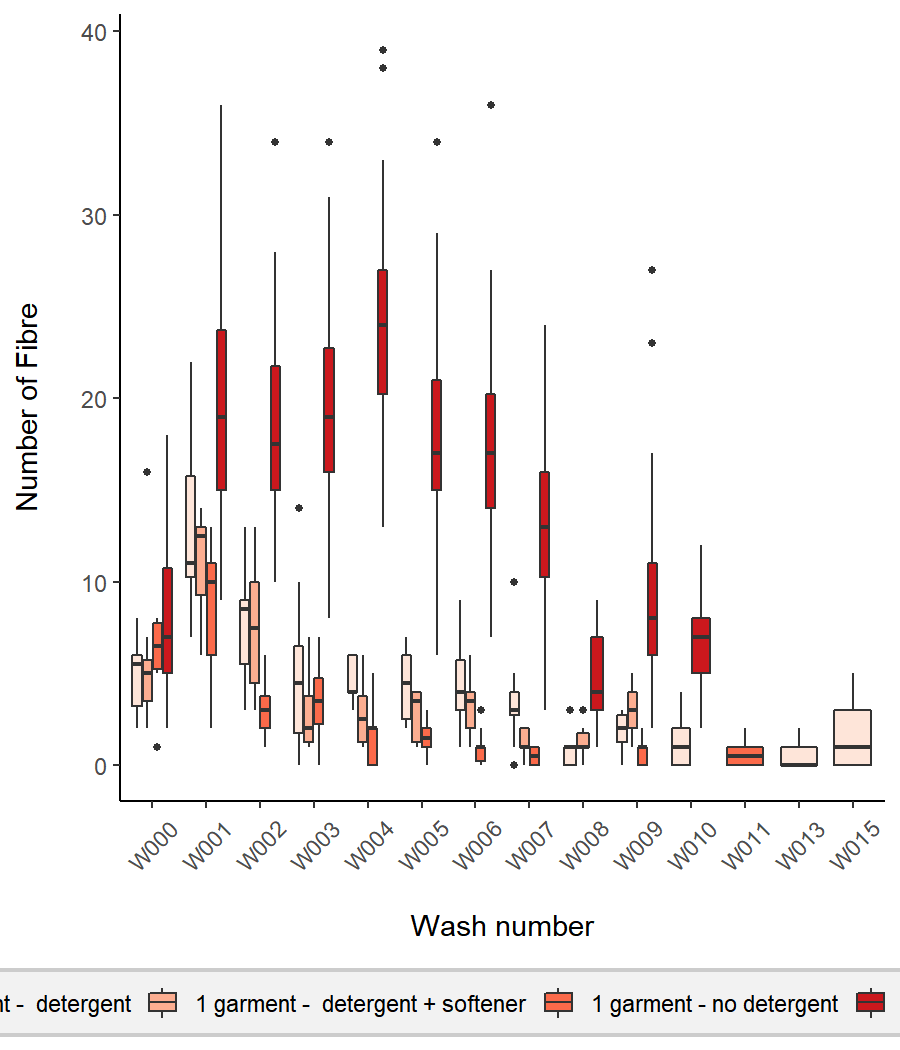 40
30
20
10
0
Number of Fibre
W000 W001 W002 W003 W004 W005 W006 W007 W008 W009 W010 W011 W013 W015
Wash number
- detergent 1 garment - detergent + softener 1 garment - no detergent